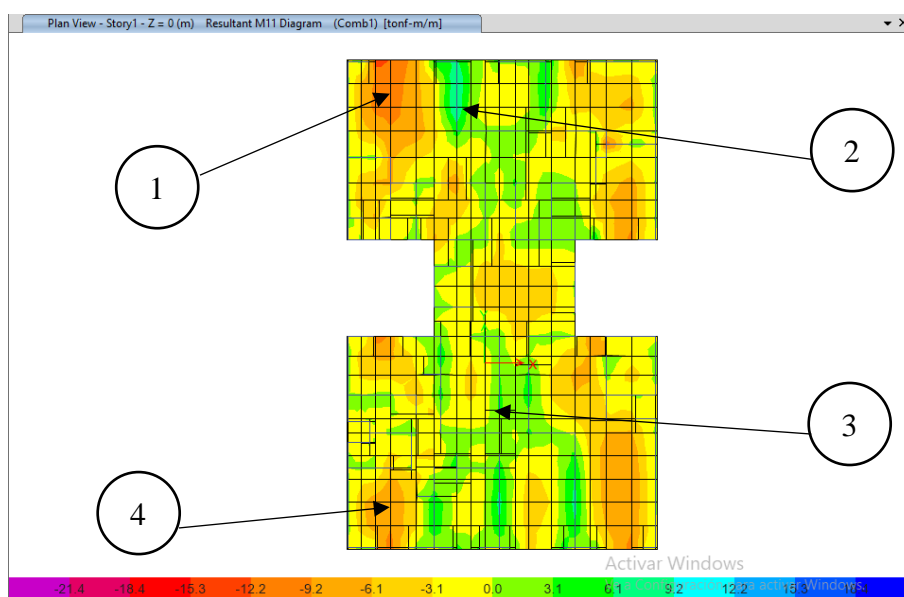 Plan View - Story1 - Z = 0 (m) Resultant M11 Diagram (Comb1) [tonf-m/m]
1
2
X
3
4
Activar Windows
-21.4 -18.4 -15.3 -12.2 -9.2 -6.1 -3.1 0.0 3.1 6.1 9.2 12.2 15.3